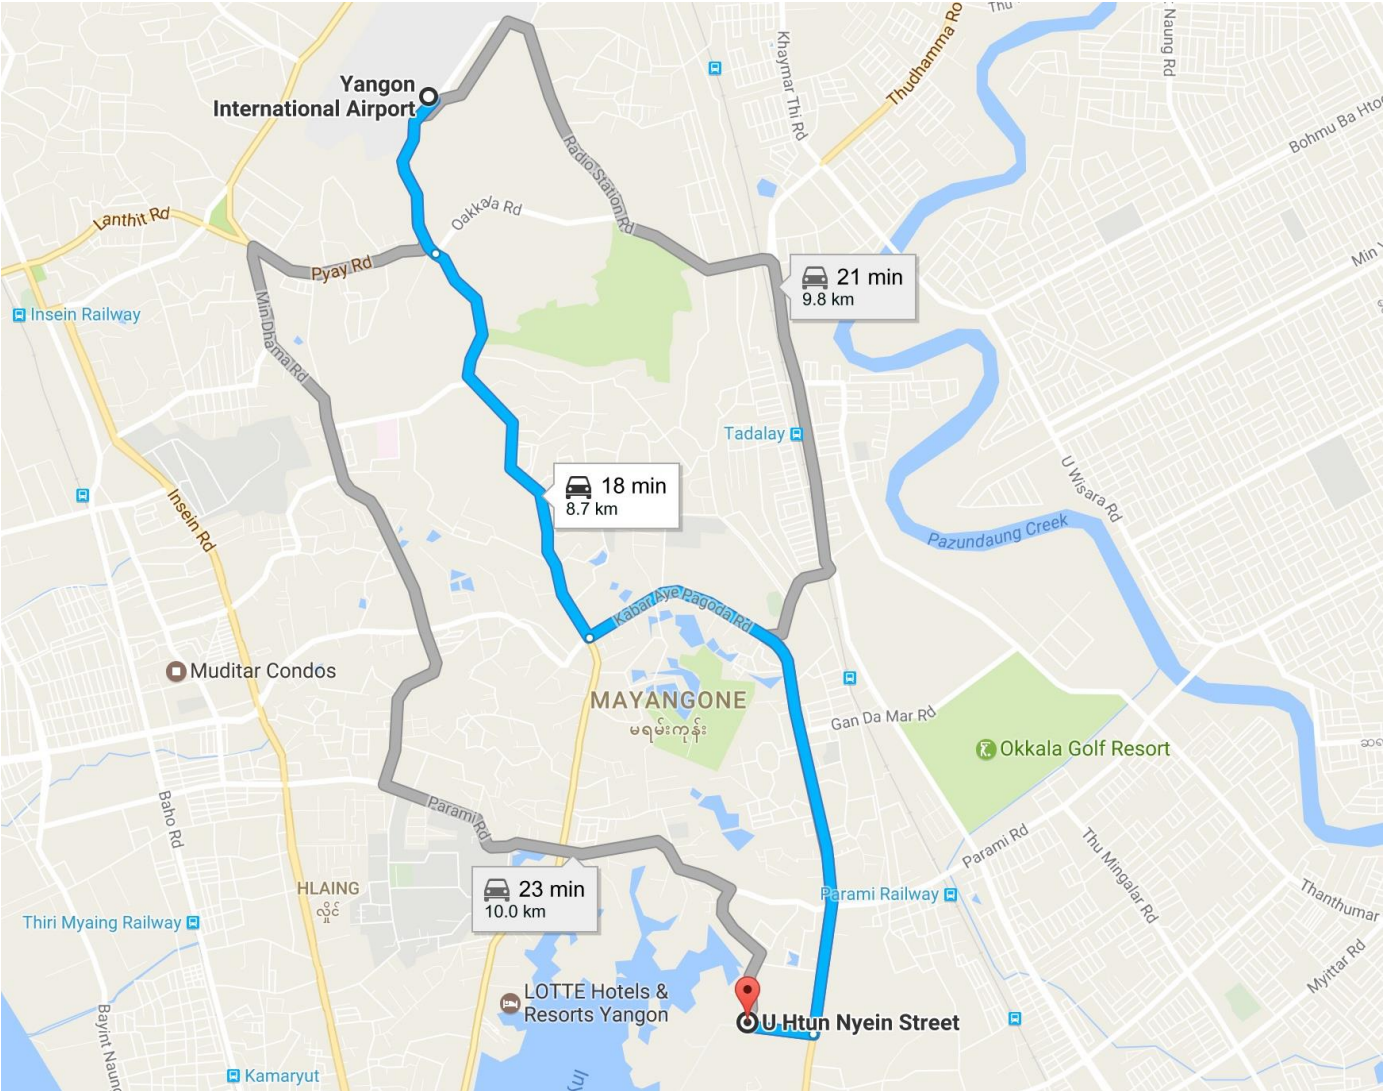 Thu
Thudhamma Ro
Khaymar Thi Rd
Naung Rd
Yangon
International Airport
Bohmu Ba Htoo
Radio Station Rd
Oakkala Rd
Lanthit Rd
Pyay Rd
Min Y
21 min
9.8 km
Insein Railway
Min Dhama Rd
Tadalay
U Wisara Rd
18 min
8.7 km
Insein Rd
Pazundaung Creek
Kabar Aye Pagoda Rd
Muditar Condos
MAYANGONE
မရမ်းကုန်း
Gan Da Mar Rd
Okkala Golf Resort
Baho Rd
Parami Rd
Parami Rd
Thu Mingalar Rd
23 min
10.0 km
HLAING
လှိုင်
Parami Railway
Thanthumar
Thiri Myaing Railway
Myittar Rd
LOTTE Hotels &
Resorts Yangon
U Htun Nyein Street
Bayint Naung
Kamaryut
Iny